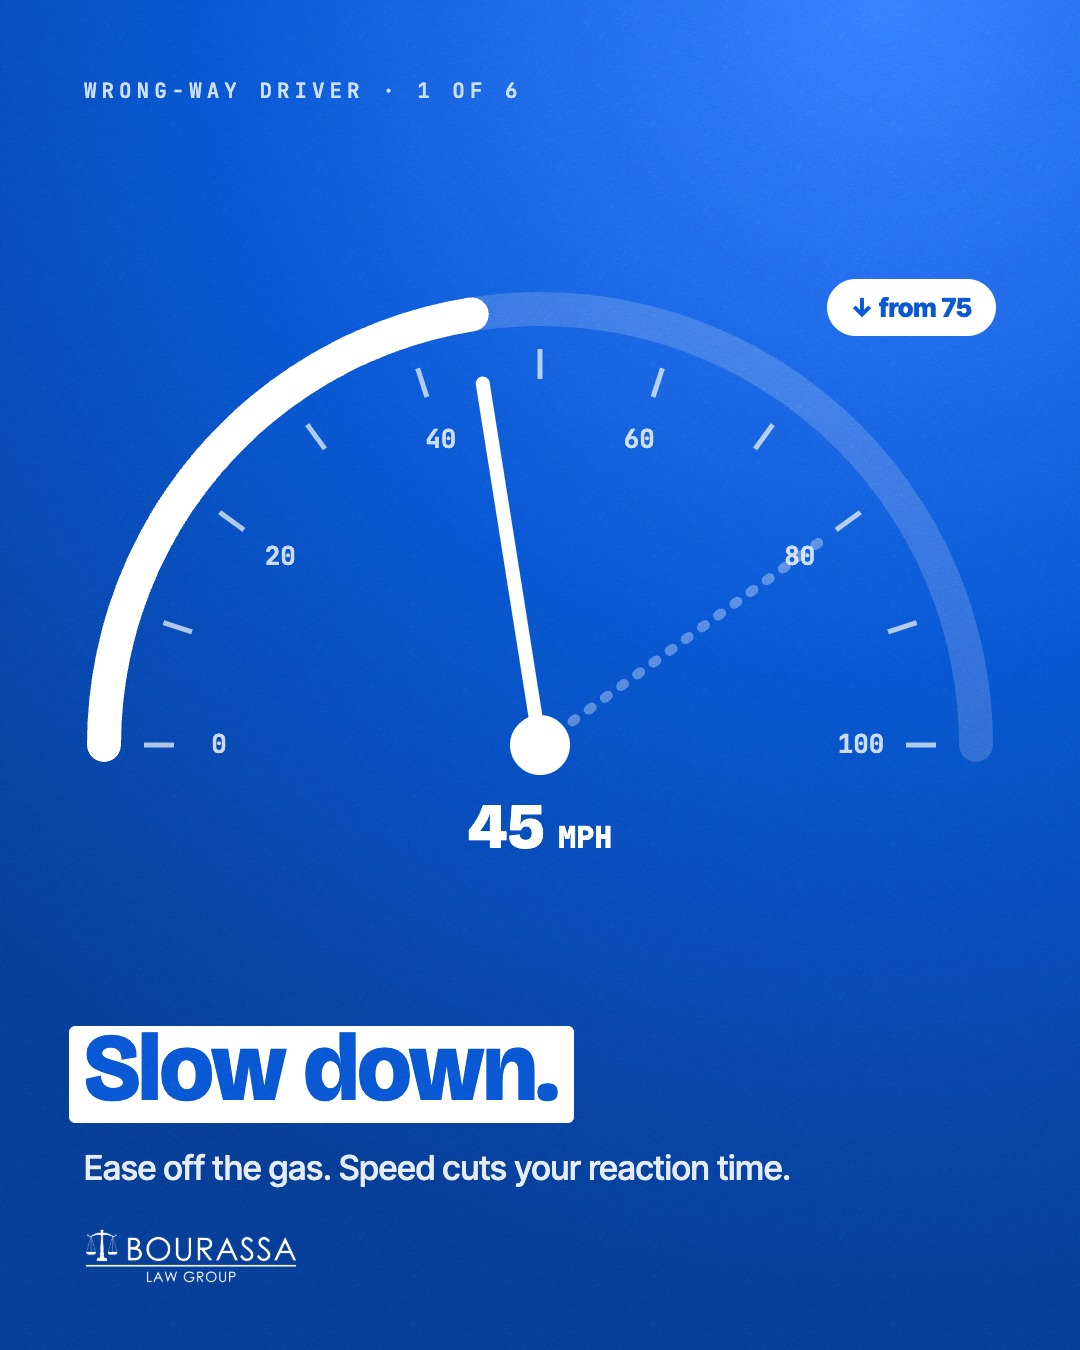 WRONG-WAY DRIVER · 1 OF 6
↓ from 75
40
60
20
80
0
100
45 MPH
Slow down.
Ease off the gas. Speed cuts your reaction time.
BOURASSA
LAW GROUP